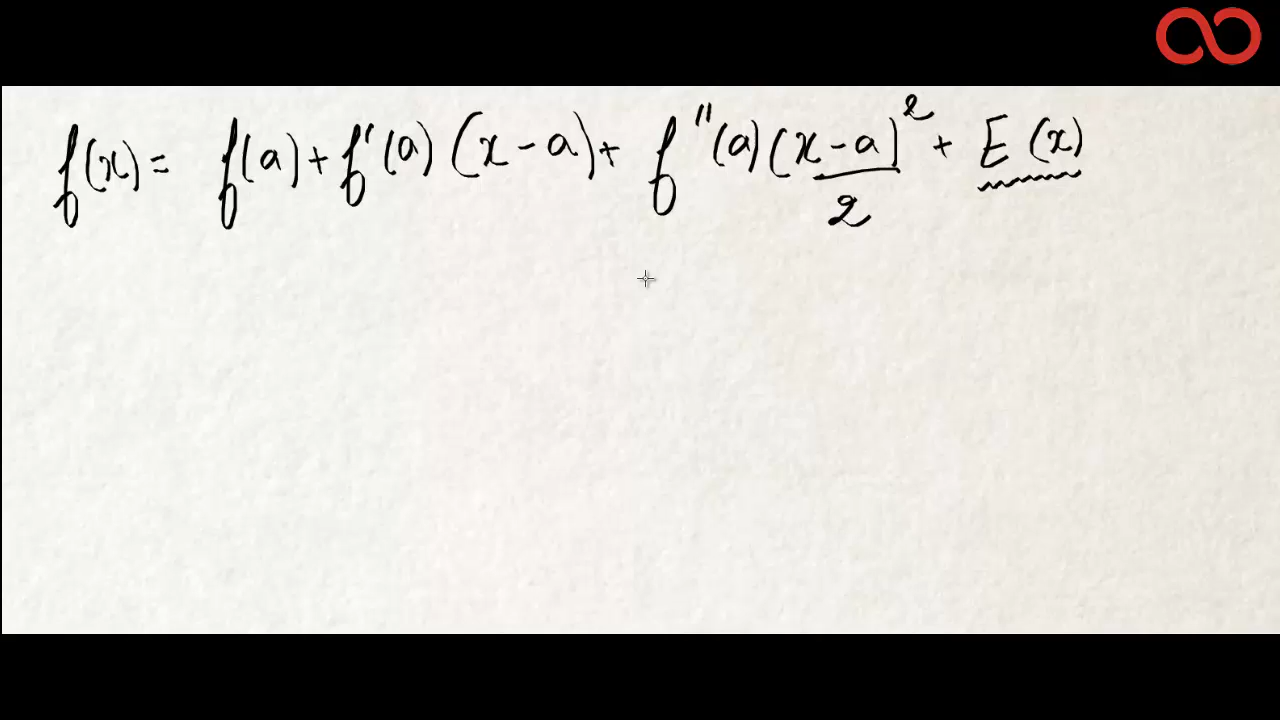 f(x) = f(a) + f'(a) (x - a) + f''(a) (x - a)^2 / 2 + E(x)